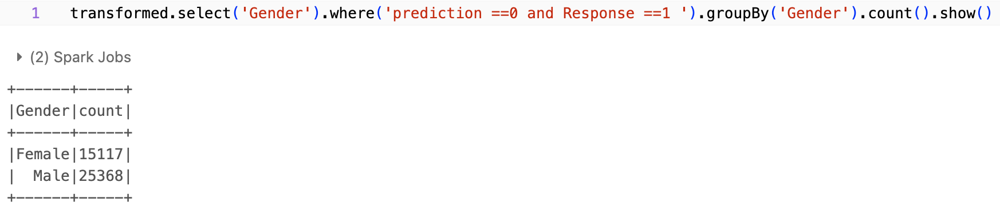 1 transformed.select('Gender').where('prediction ==0 and Response ==1 ').groupBy('Gender').count().show()
(2) Spark Jobs
+------+-----+
|Gender|count|
+------+-----+
|Female|15117|
|  Male|25368|
+------+-----+